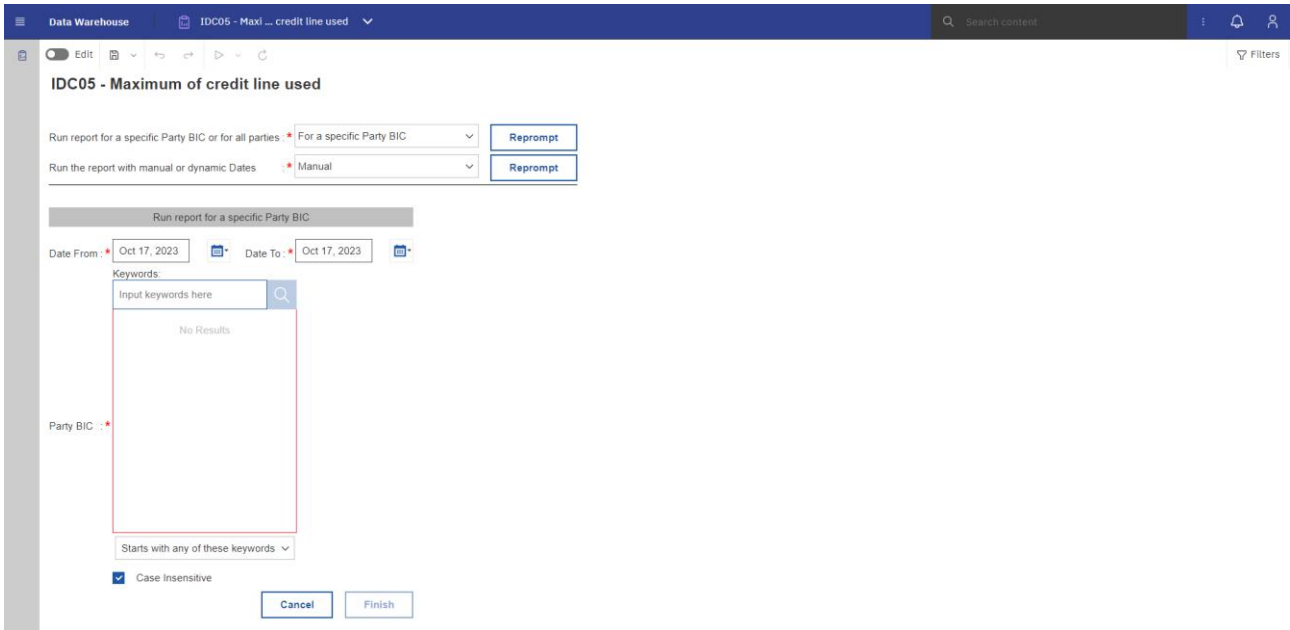 Data Warehouse IDC05 - Maxi ... credit line used Search content
Edit Filters
IDC05 - Maximum of credit line used
Run report for a specific Party BIC or for all parties : * For a specific Party BIC Reprompt
Run the report with manual or dynamic Dates : * Manual Reprompt
Run report for a specific Party BIC
Date From : * Oct 17, 2023 Date To : * Oct 17, 2023
Keywords:
Input keywords here
No Results
Party BIC : *
Starts with any of these keywords
Case Insensitive
Cancel Finish